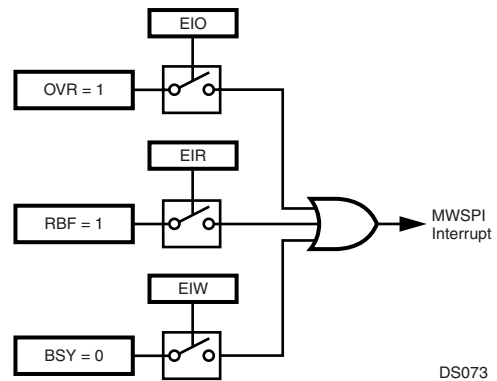 EIO
OVR = 1
EIR
RBF = 1
MWSPI
Interrupt
EIW
BSY = 0
DS073